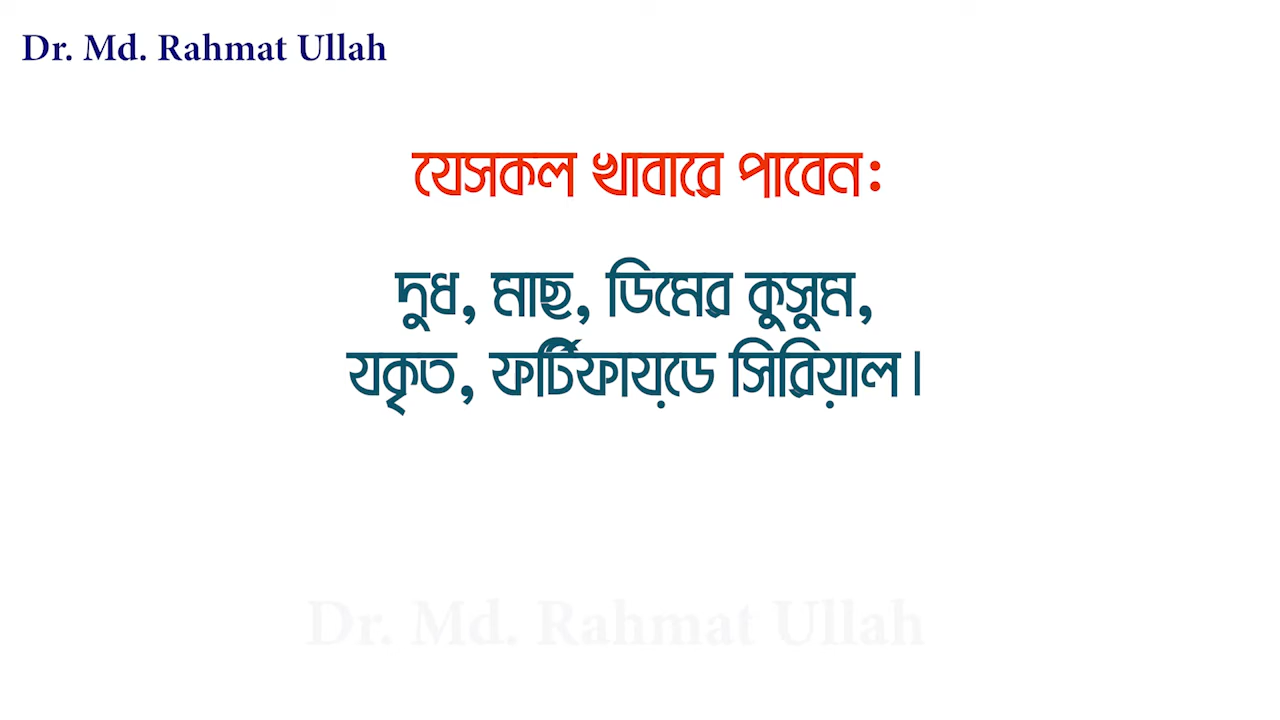 Dr. Md. Rahmat Ullah
যেসকল খাবারে পাবেন:
দুধ, মাছ, ডিমের কুসুম,
যকৃত, ফর্টিফায়ডে সিরিয়াল।
Dr. Md. Rahmat Ullah